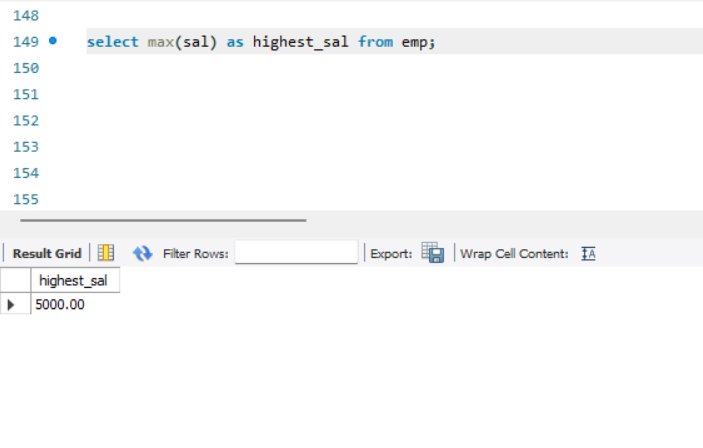 148
149 select max(sal) as highest_sal from emp;
150
151
152
153
154
155
Result Grid Filter Rows: Export: Wrap Cell Content: IA
highest_sal
5000.00